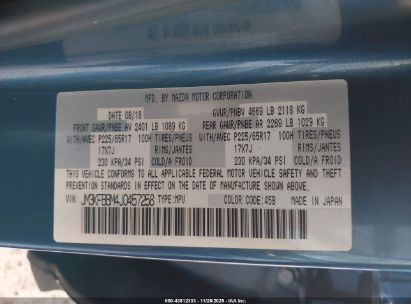 MFD. BY MAZDA MOTOR CORPORATION
DATE 08/18 GVWR/PNBV 4669 LB 2118 KG
FRONT GAWR/PNBE AV 2401 LB 1089 KG REAR GAWR/PNBE AR 2269 LB 1029 KG
WITH/AVEC P225/65R17 100H TIRES/PNEUS WITH/AVEC P225/65R17 100H TIRES/PNEUS
17X7J RIMS/JANTES 17X7J RIMS/JANTES
230 KPA/34 PSI COLD/A FROID 230 KPA/34 PSI COLD/A FROID
THIS VEHICLE CONFORMS TO ALL APPLICABLE FEDERAL MOTOR VEHICLE SAFETY AND THEFT
PREVENTION STANDARDS IN EFFECT ON THE DATE OF MANUFACTURE SHOWN ABOVE.
VIN: JM3KFBBM4J0457258 TYPE: MPU COLOR CODE: 45B MADE IN JAPAN